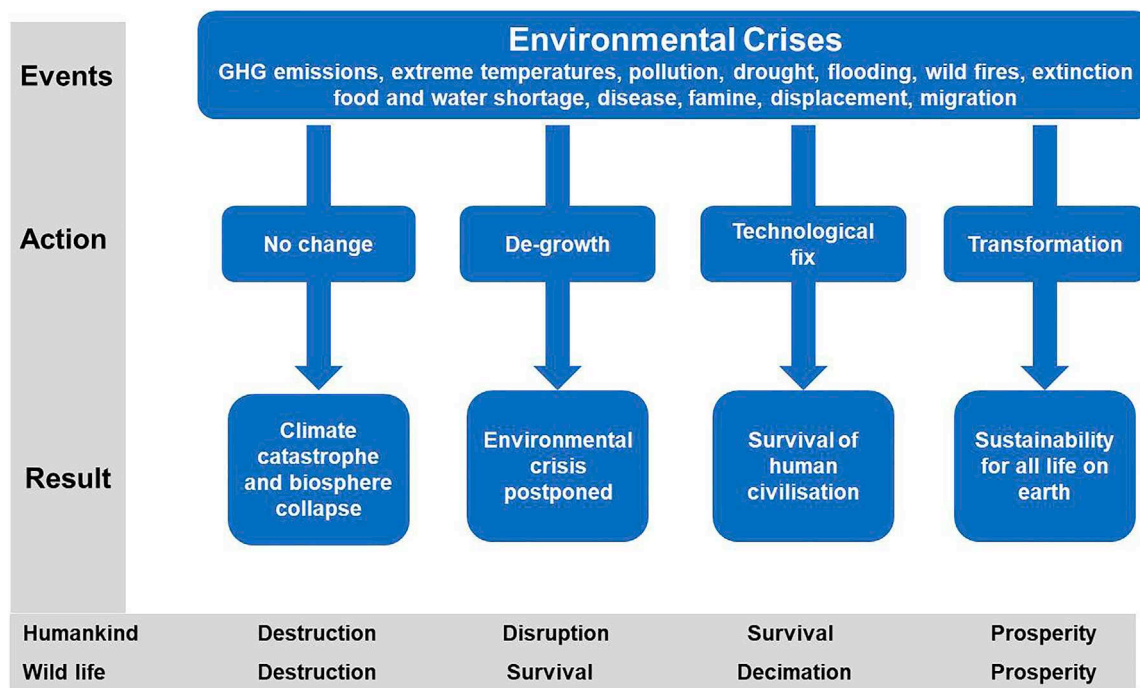 Environmental Crises
Events
GHG emissions, extreme temperatures, pollution, drought, flooding, wild fires, extinction
food and water shortage, disease, famine, displacement, migration
Action
No change
De-growth
Technological
fix
Transformation
Result
Climate
catastrophe
and biosphere
collapse
Environmental
crisis
postponed
Survival of
human
civilisation
Sustainability
for all life on
earth
Humankind Destruction Disruption Survival Prosperity
Wild life Destruction Survival Decimation Prosperity